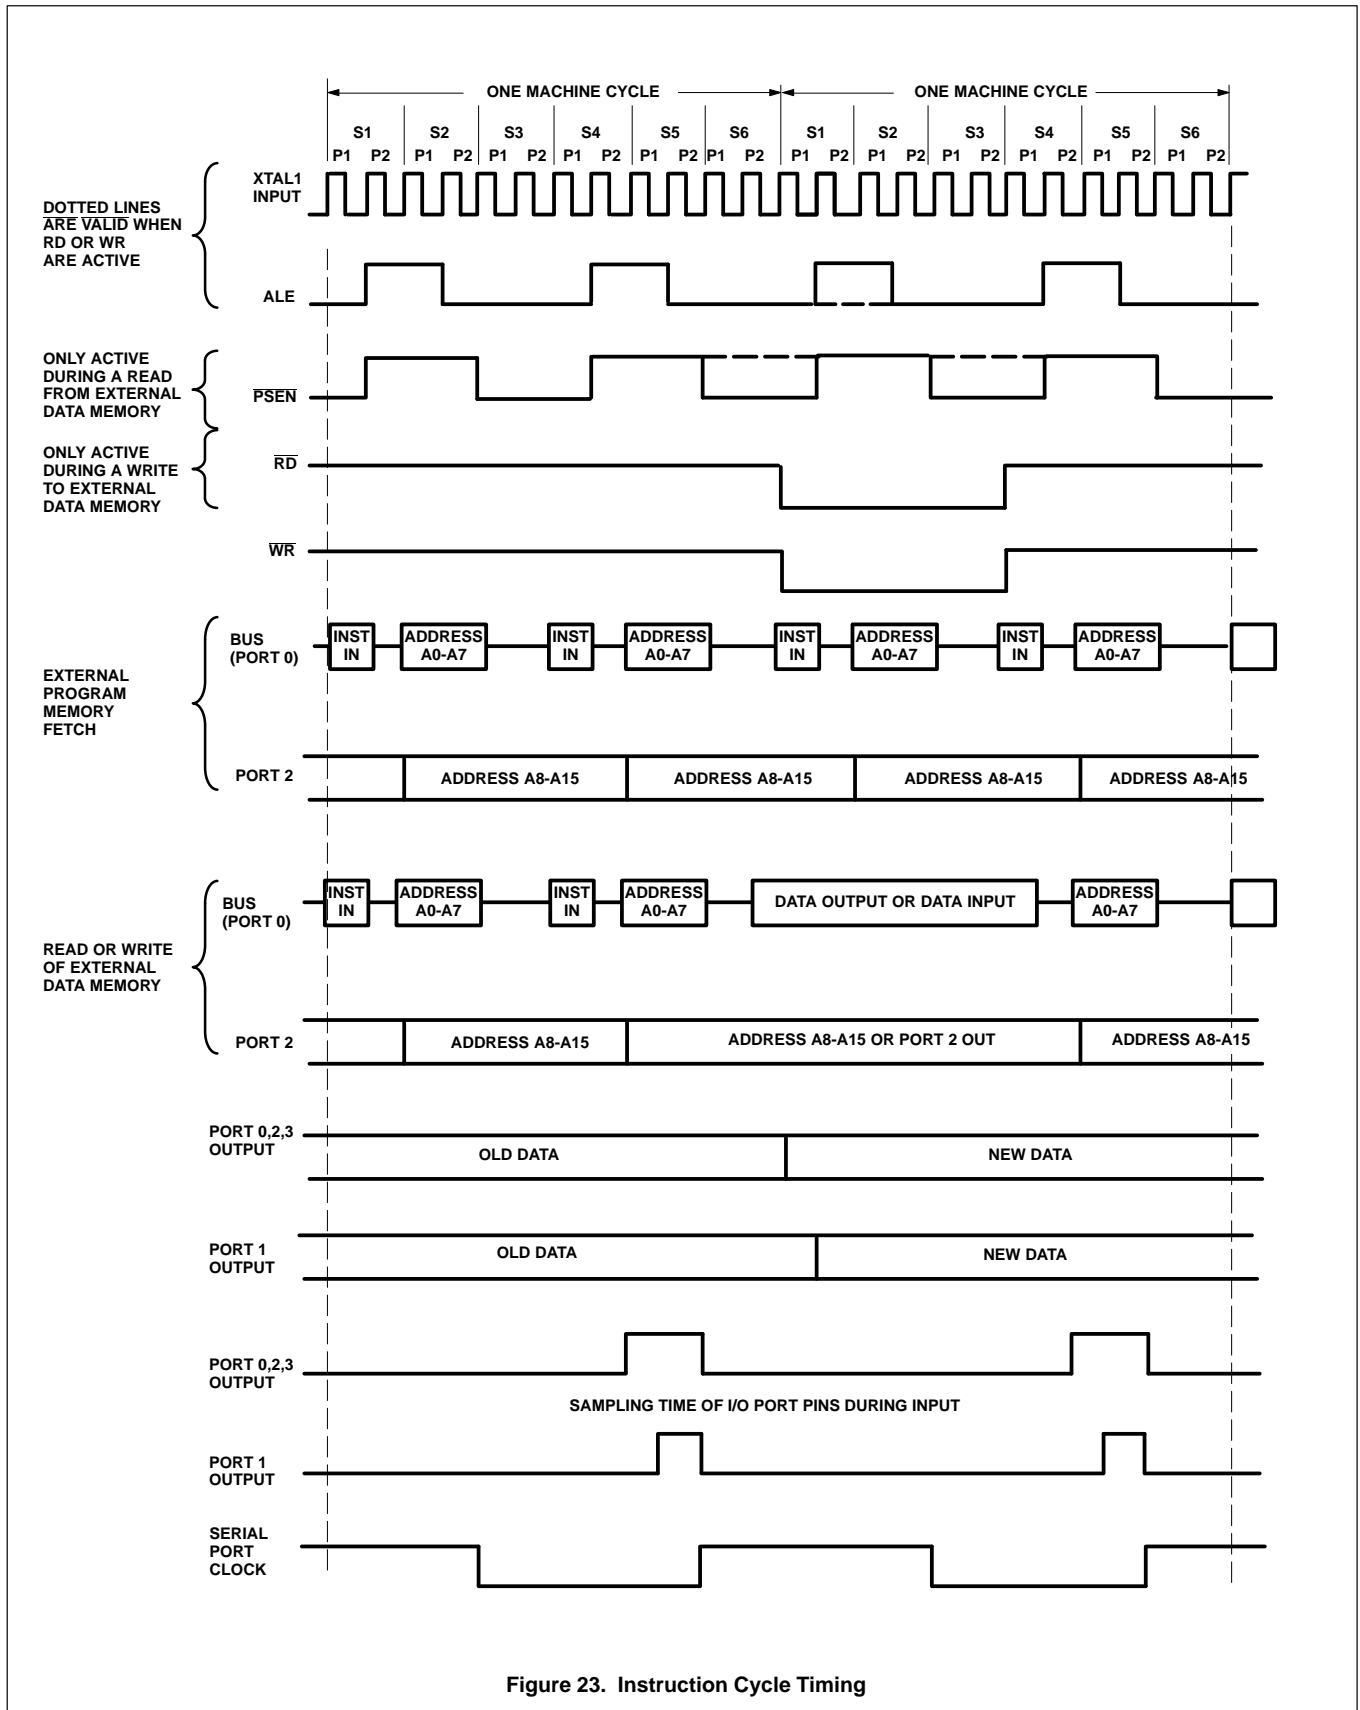 ONE MACHINE CYCLE ONE MACHINE CYCLE
S1 S2 S3 S4 S5 S6 S1 S2 S3 S4 S5 S6
P1 P2 P1 P2 P1 P2 P1 P2 P1 P2 P1 P2 P1 P2 P1 P2 P1 P2 P1 P2 P1 P2 P1 P2
XTAL1
INPUT
DOTTED LINES
ARE VALID WHEN
RD OR WR
ARE ACTIVE
ALE
ONLY ACTIVE
DURING A READ
FROM EXTERNAL
DATA MEMORY
PSEN
ONLY ACTIVE
DURING A WRITE
TO EXTERNAL
DATA MEMORY
RD
WR
EXTERNAL
PROGRAM
MEMORY
FETCH
BUS
(PORT 0)
INST
IN
ADDRESS
A0-A7
INST
IN
ADDRESS
A0-A7
INST
IN
ADDRESS
A0-A7
INST
IN
ADDRESS
A0-A7
PORT 2
ADDRESS A8-A15 ADDRESS A8-A15 ADDRESS A8-A15 ADDRESS A8-A15
READ OR WRITE
OF EXTERNAL
DATA MEMORY
BUS
(PORT 0)
INST
IN
ADDRESS
A0-A7
INST
IN
ADDRESS
A0-A7
DATA OUTPUT OR DATA INPUT
ADDRESS
A0-A7
PORT 2
ADDRESS A8-A15 ADDRESS A8-A15 OR PORT 2 OUT ADDRESS A8-A15
PORT 0,2,3
OUTPUT
OLD DATA NEW DATA
PORT 1
OUTPUT
OLD DATA NEW DATA
PORT 0,2,3
OUTPUT
SAMPLING TIME OF I/O PORT PINS DURING INPUT
PORT 1
OUTPUT
SERIAL
PORT
CLOCK
Figure 23. Instruction Cycle Timing